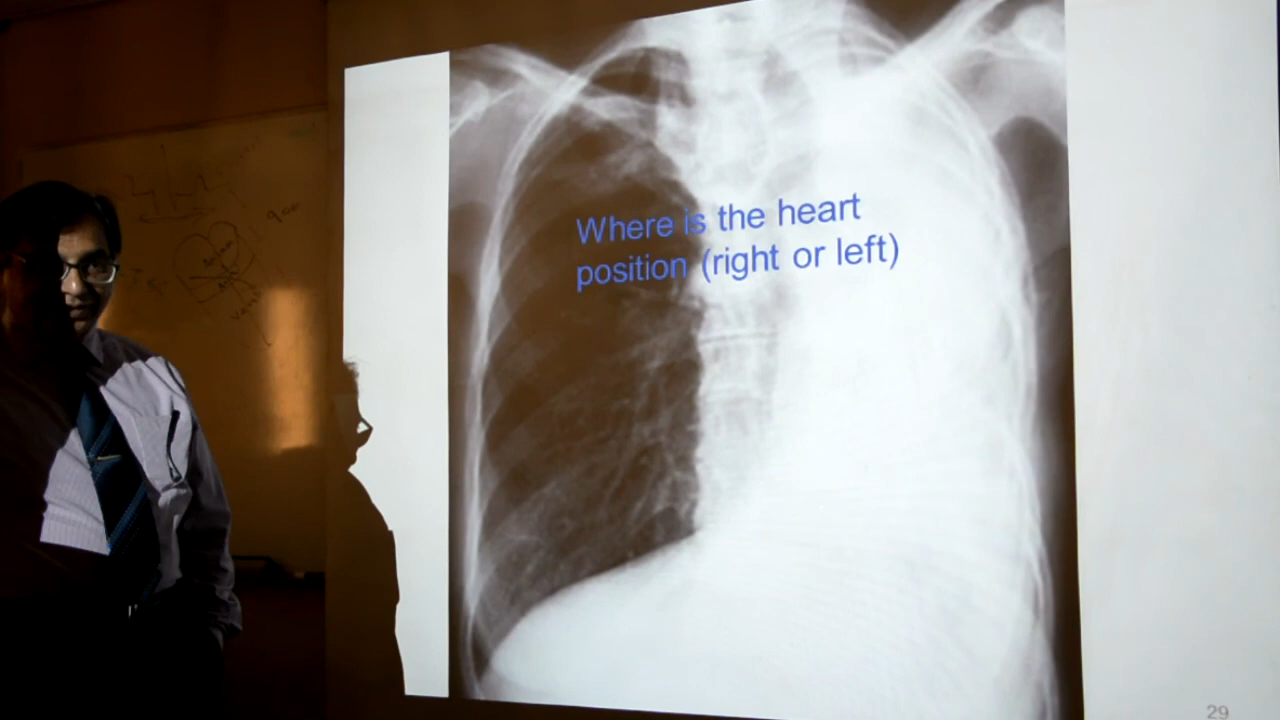 Where is the heart
position (right or left)
29